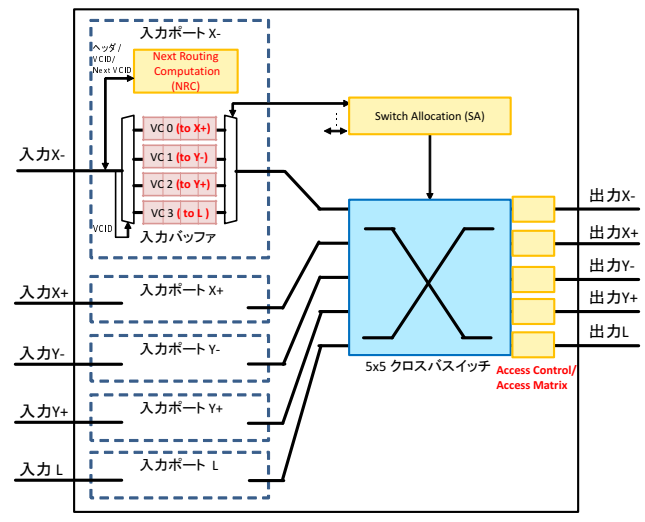 入力ポート X-
ヘッダ /
VCID/
Next VCID
Next Routing
Computation
(NRC)
Switch Allocation (SA)
VC 0 (to X+)
VC 1 (to Y-)
VC 2 (to Y+)
VC 3 ( to L )
入力X-
VCID
入力バッファ
出力X-
出力X+
出力Y-
出力Y+
出力L
入力X+
入力ポート X+
入力Y-
入力ポート Y-
5x5 クロスバスイッチ
Access Control/
Access Matrix
入力Y+
入力ポート Y+
入力 L
入力ポート L